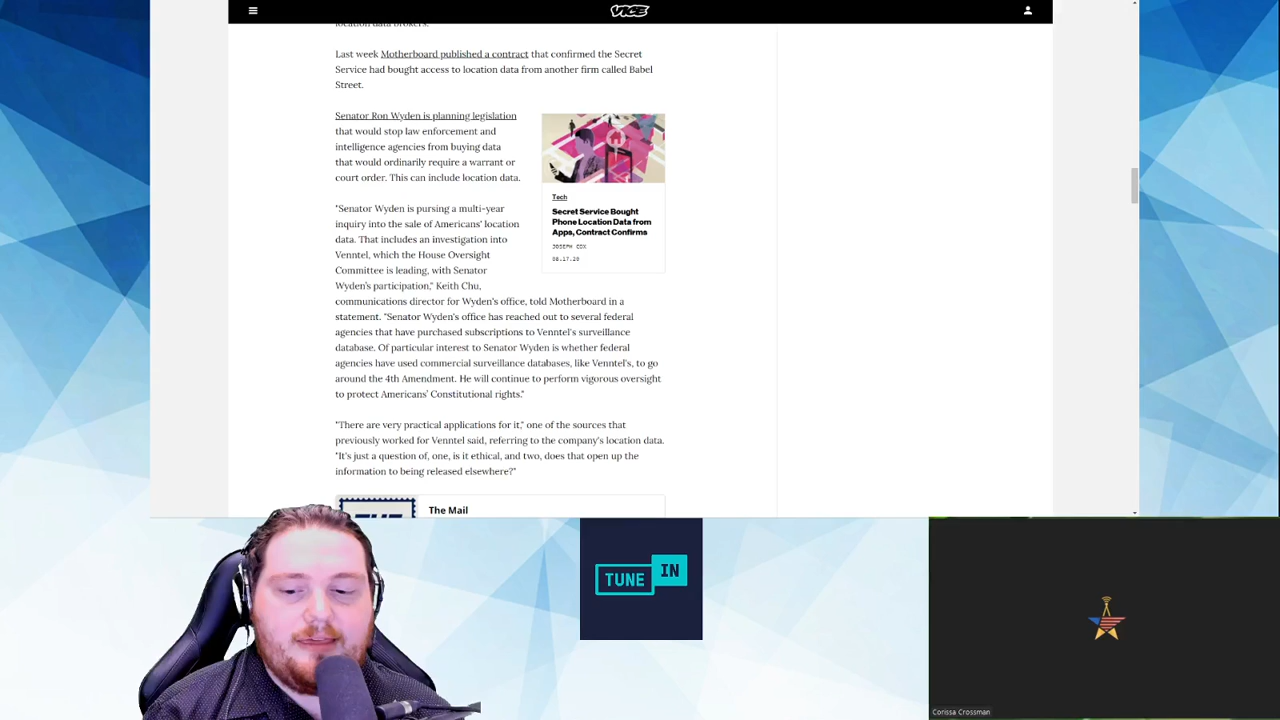 VICE
location data brokers.
Last week Motherboard published a contract that confirmed the Secret
Service had bought access to location data from another firm called Babel
Street.
Senator Ron Wyden is planning legislation
that would stop law enforcement and
intelligence agencies from buying data
that would ordinarily require a warrant or
court order. This can include location data.
Tech
Secret Service Bought
Phone Location Data from
Apps, Contract Confirms
JOSEPH COX
08.17.20
"Senator Wyden is pursing a multi-year
inquiry into the sale of Americans' location
data. That includes an investigation into
Venntel, which the House Oversight
Committee is leading, with Senator
Wyden's participation," Keith Chu,
communications director for Wyden's office, told Motherboard in a
statement. "Senator Wyden's office has reached out to several federal
agencies that have purchased subscriptions to Venntel's surveillance
database. Of particular interest to Senator Wyden is whether federal
agencies have used commercial surveillance databases, like Venntel's, to go
around the 4th Amendment. He will continue to perform vigorous oversight
to protect Americans' Constitutional rights."
"There are very practical applications for it," one of the sources that
previously worked for Venntel said, referring to the company's location data.
"It's just a question of, one, is it ethical, and two, does that open up the
information to being released elsewhere?"
The Mail
TUNE IN
Corissa Crossman